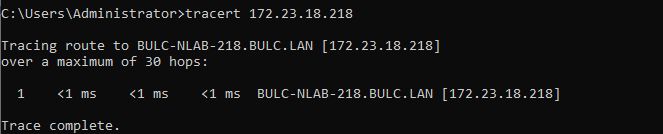 C:\Users\Administrator>tracert 172.23.18.218
Tracing route to BULC-NLAB-218.BULC.LAN [172.23.18.218]
over a maximum of 30 hops:
1 <1 ms <1 ms <1 ms BULC-NLAB-218.BULC.LAN [172.23.18.218]
Trace complete.